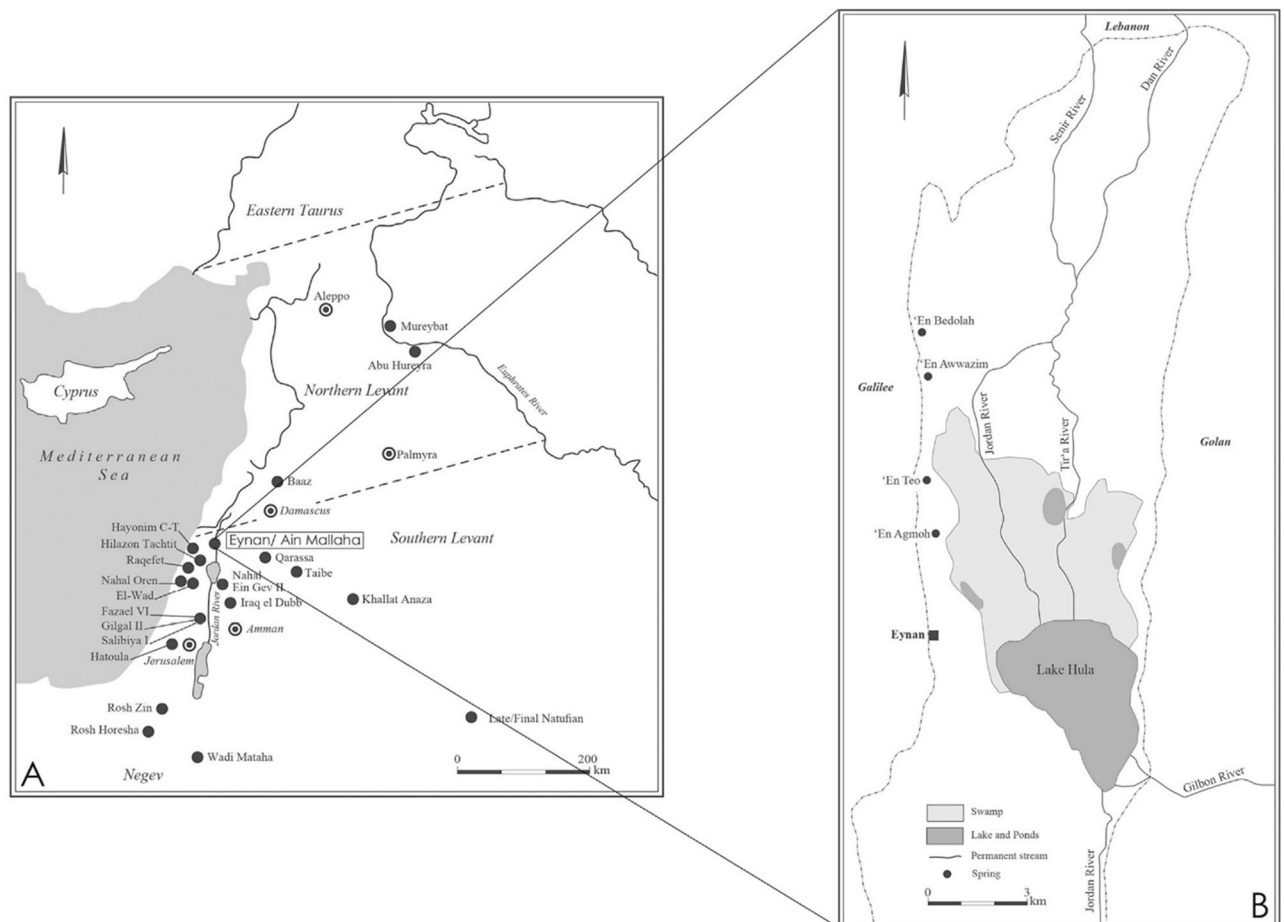 Eastern Taurus
Aleppo
Mureybat
Abu Hureyra
Cyprus
Northern Levant
Euphrates River
Mediterranean
Sea
Palmyra
Baaz
Damascus
Hayonim C-T
Eynan/ Ain Mallaha
Southern Levant
Hilazon Tachtit
Raqefet
Qarassa
Taibe
Nahal Oren
El-Wad
Nahal
Ein Gev II
Iraq el Dubb
Khallat Anaza
Fazael VI
Gilgal II
Salibiya I
Jordan River
Amman
Hatoula
Jerusalem
Rosh Zin
Rosh Horesha
Late/Final Natufian
Wadi Mataha
Negev
0 200
km
A
Lebanon
Senir River
Dan River
'En Bedolah
'En Awwazim
Galilee
Jordan River
Tir'a River
Golan
'En Teo
'En Agmoh
Eynan
Lake Hula
Gilbon River
Swamp
Lake and Ponds
Permanent stream
Spring
Jordan River
0 3
km
B